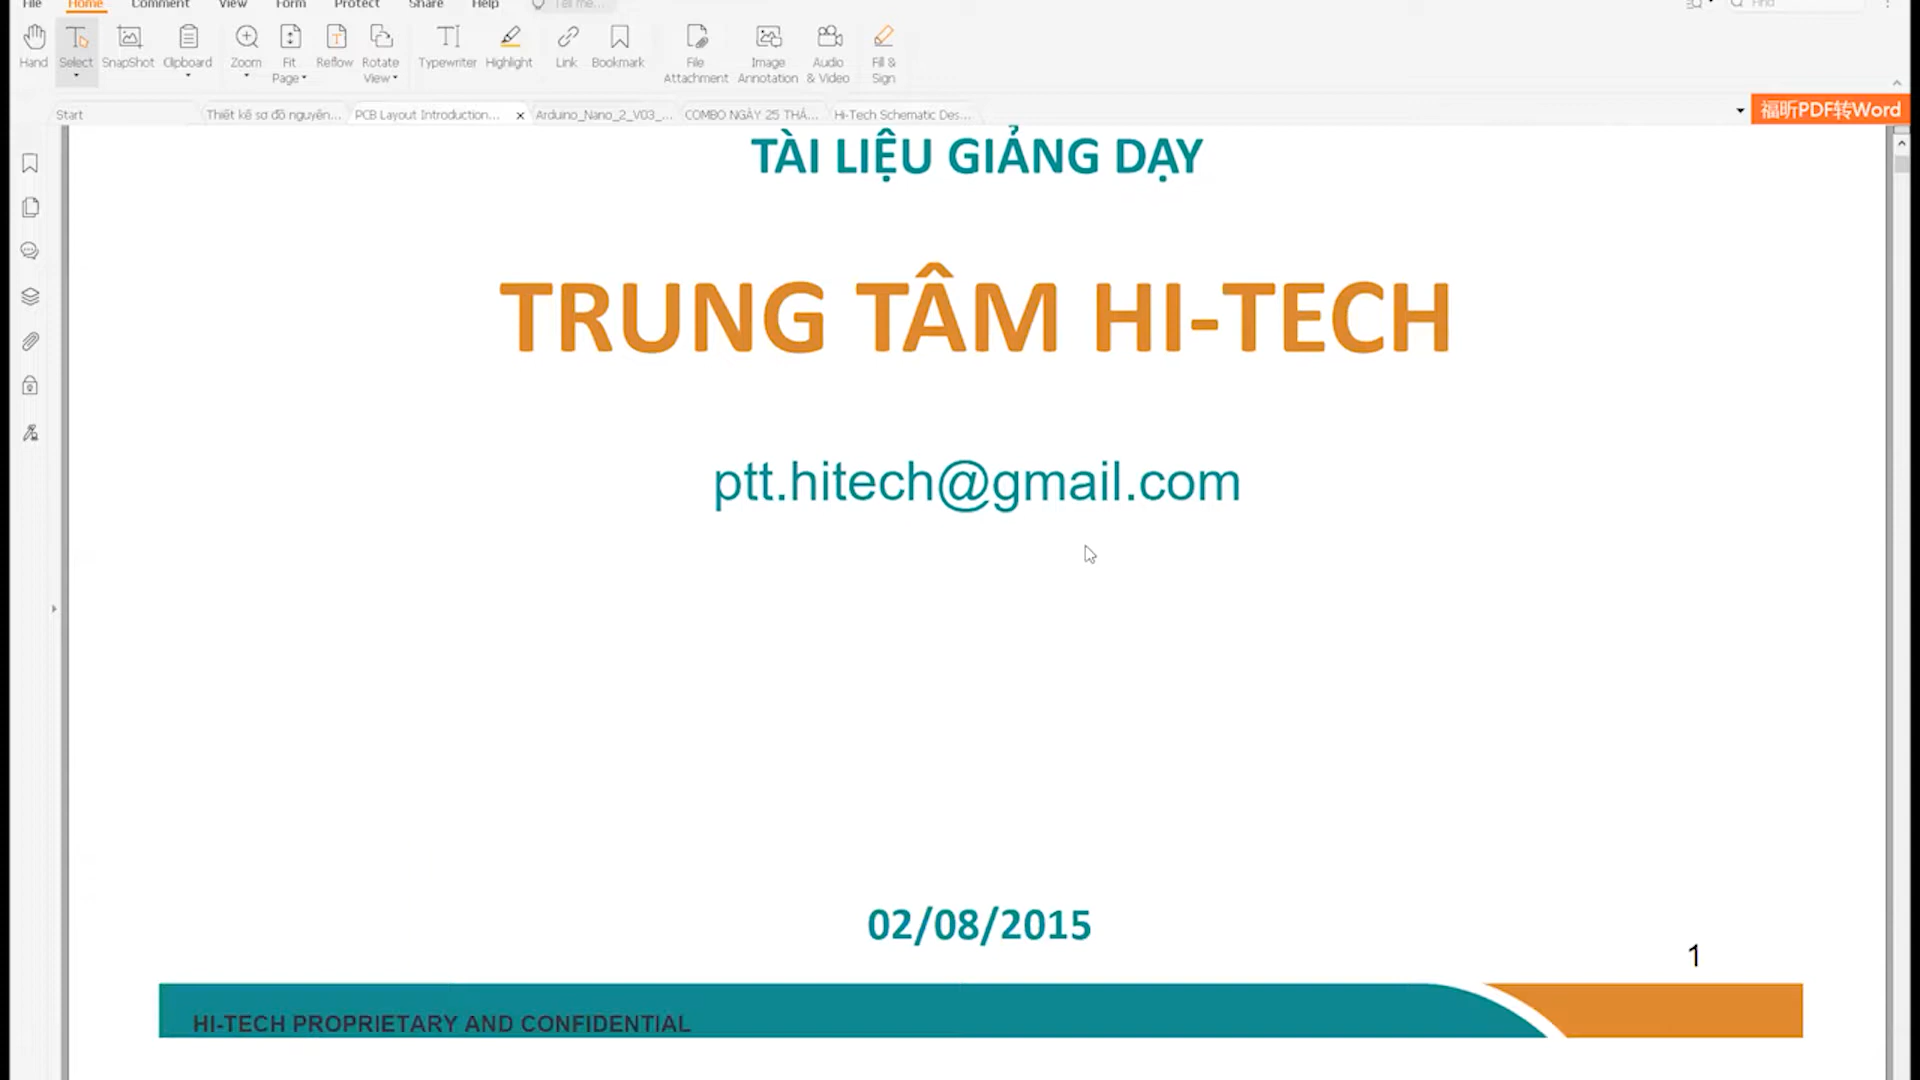 File Home Comment View Form Protect Share Help Tell me... Find
Hand Select SnapShot Clipboard Zoom Fit Page Reflow Rotate View Typewriter Highlight Link Bookmark File Attachment Image Annotation Audio & Video Fill & Sign
Start Thiết kế sơ đồ nguyên... PCB Layout Introduction... Arduino_Nano_2_V03_... COMBO NGÀY 25 THÁ... Hi-Tech Schematic Des... 福昕PDF转Word
TÀI LIỆU GIẢNG DẠY
TRUNG TÂM HI-TECH
ptt.hitech@gmail.com
02/08/2015
1
HI-TECH PROPRIETARY AND CONFIDENTIAL